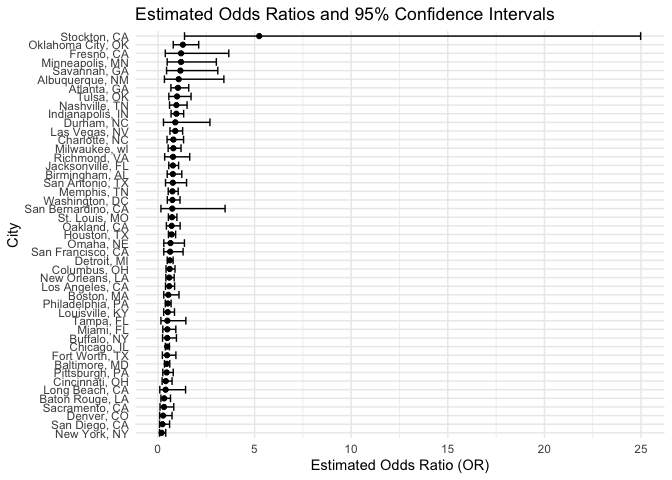 Estimated Odds Ratios and 95% Confidence Intervals
Stockton, CA
Oklahoma City, OK
Fresno, CA
Minneapolis, MN
Savannah, GA
Albuquerque, NM
Atlanta, GA
Tulsa, OK
Nashville, TN
Indianapolis, IN
Durham, NC
Las Vegas, NV
Charlotte, NC
Milwaukee, wI
Richmond, VA
Jacksonville, FL
Birmingham, AL
San Antonio, TX
Memphis, TN
Washington, DC
San Bernardino, CA
St. Louis, MO
Oakland, CA
Houston, TX
Omaha, NE
San Francisco, CA
Detroit, MI
Columbus, OH
New Orleans, LA
Los Angeles, CA
Boston, MA
Philadelphia, PA
Louisville, KY
Tampa, FL
Miami, FL
Buffalo, NY
Chicago, IL
Fort Worth, TX
Baltimore, MD
Pittsburgh, PA
Cincinnati, OH
Long Beach, CA
Baton Rouge, LA
Sacramento, CA
Denver, CO
San Diego, CA
New York, NY
City
0 5 10 15 20 25
Estimated Odds Ratio (OR)